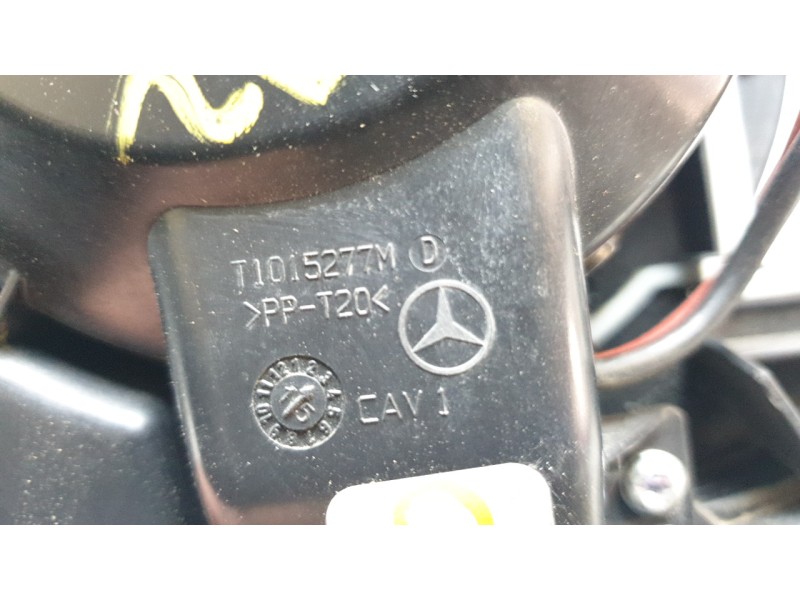 T1015277M D
>PP-T20<
CAV 1